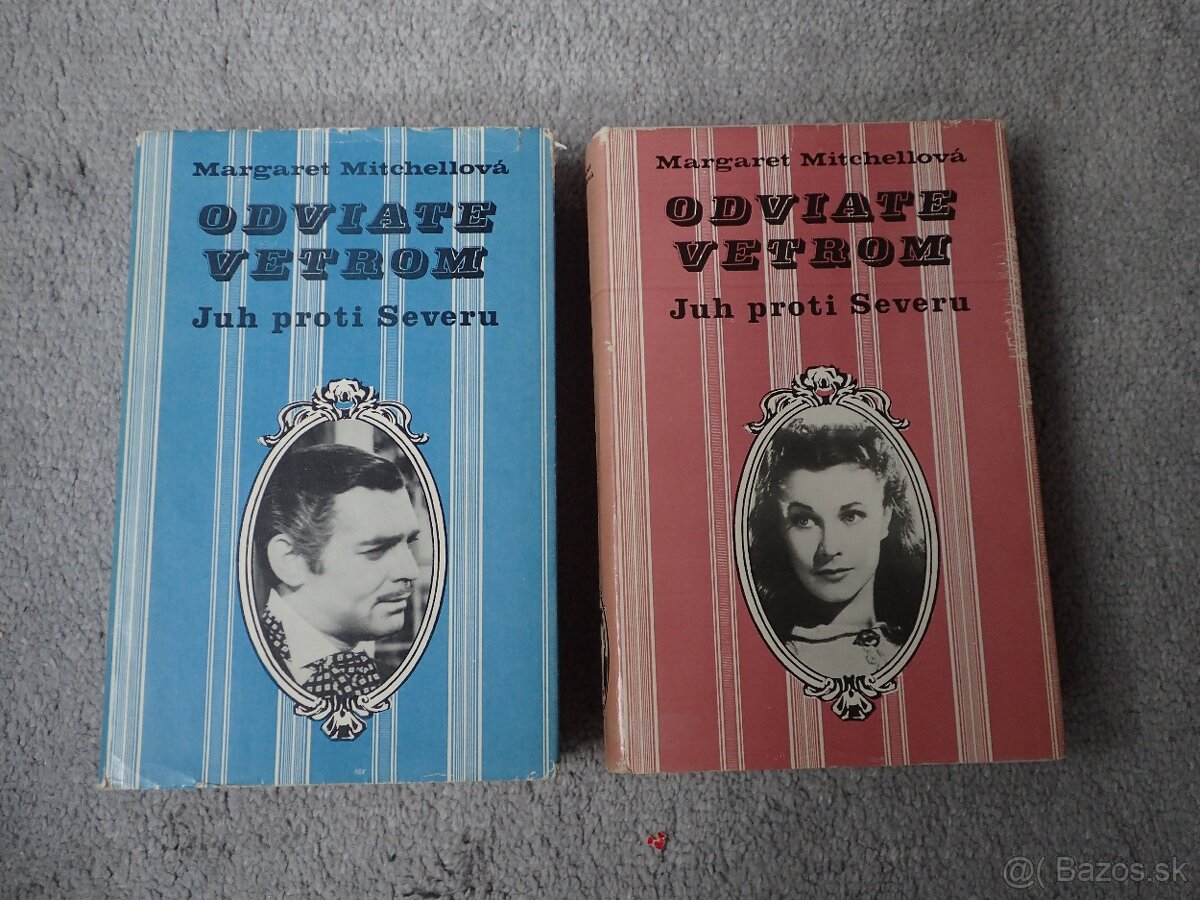 Margaret Mitchellová
ODVIATE
VETROM
Juh proti Severu
Margaret Mitchellová
ODVIATE
VETROM
Juh proti Severu
@( Bazos.sk